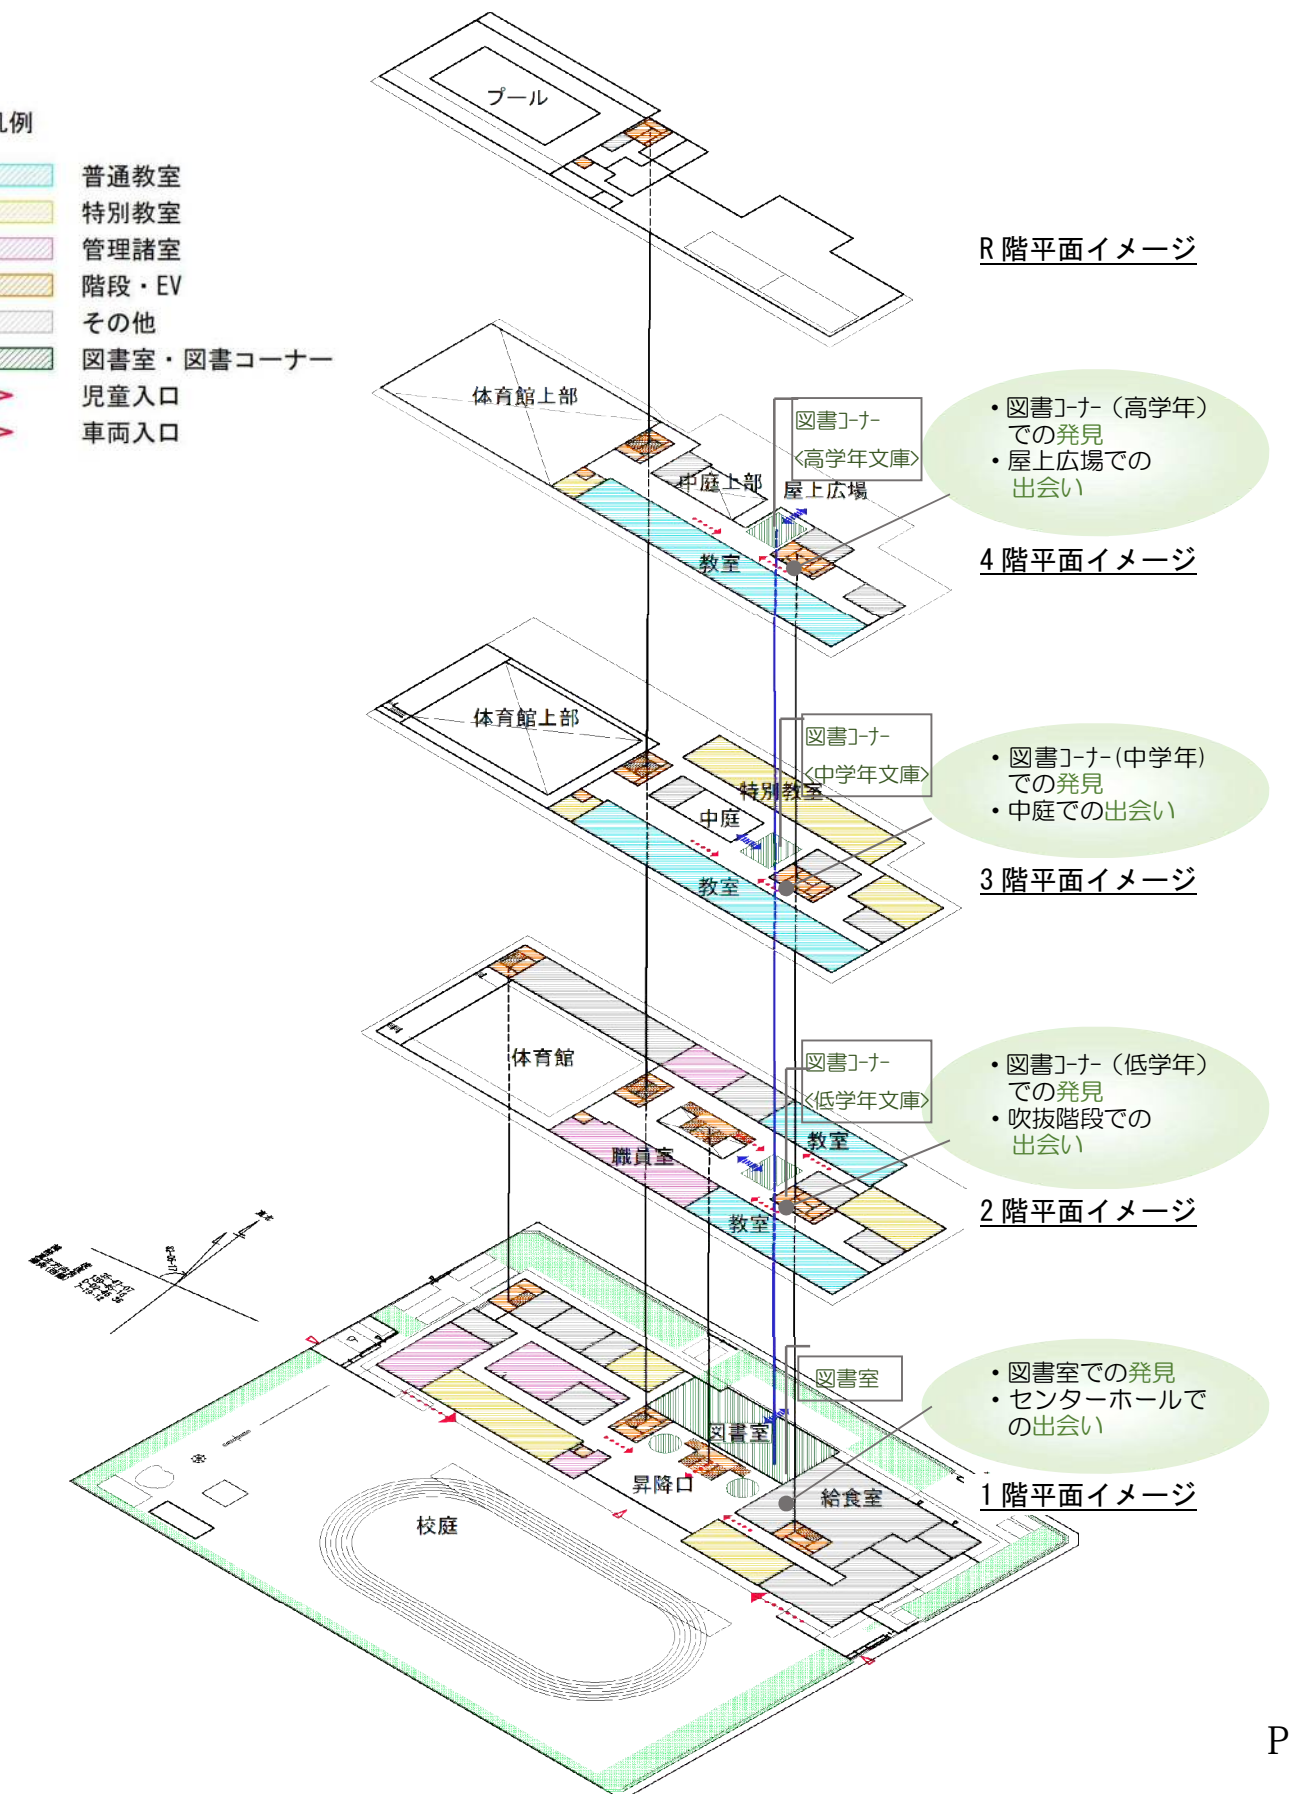 凡例
普通教室
特別教室
管理諸室
階段・EV
その他
図書室・図書コーナー
児童入口
車両入口
プール
R階平面イメージ
体育館上部
中庭上部
屋上広場
教室
図書コーナー
<高学年文庫>
・図書コーナー（高学年）
での発見
・屋上広場での
出会い
4階平面イメージ
体育館上部
特別教室
中庭
教室
図書コーナー
<中学年文庫>
・図書コーナー(中学年)
での発見
・中庭での出会い
3階平面イメージ
体育館
職員室
教室
教室
図書コーナー
<低学年文庫>
・図書コーナー（低学年）
での発見
・吹抜階段での
出会い
2階平面イメージ
図書室
図書室
昇降口
給食室
校庭
・図書室での発見
・センターホールで
の出会い
1階平面イメージ
P